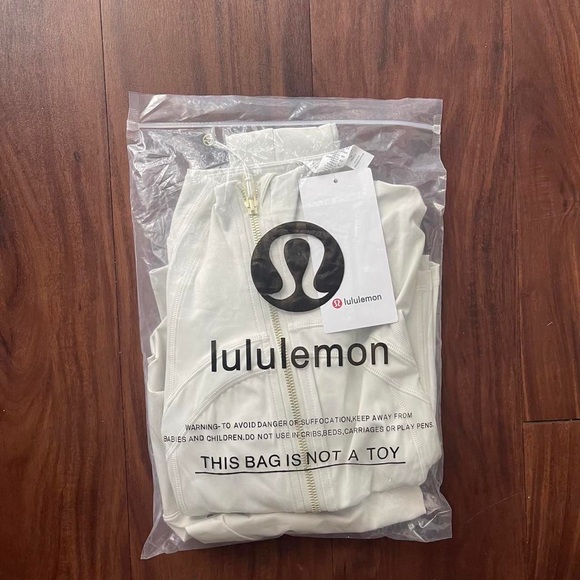 lululemon
lululemon
WARNING-TO AVOID DANGER OF SUFFOCATION,KEEP AWAY FROM
BABIES AND CHILDREN.DO NOT USE IN CRIBS,BEDS,CARRIAGES OR PLAY PENS.
THIS BAG IS NOT A TOY